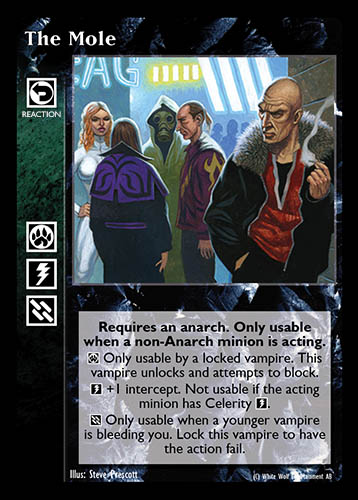 The Mole
AG
REACTION
Requires an anarch. Only usable
when a non-Anarch minion is acting.
Only usable by a locked vampire. This
vampire unlocks and attempts to block.
+1 intercept. Not usable if the acting
minion has Celerity .
Only usable when a younger vampire
is bleeding you. Lock this vampire to have
the action fail.
Illus: Steve Prescott
(C) White Wolf Entertainment AB